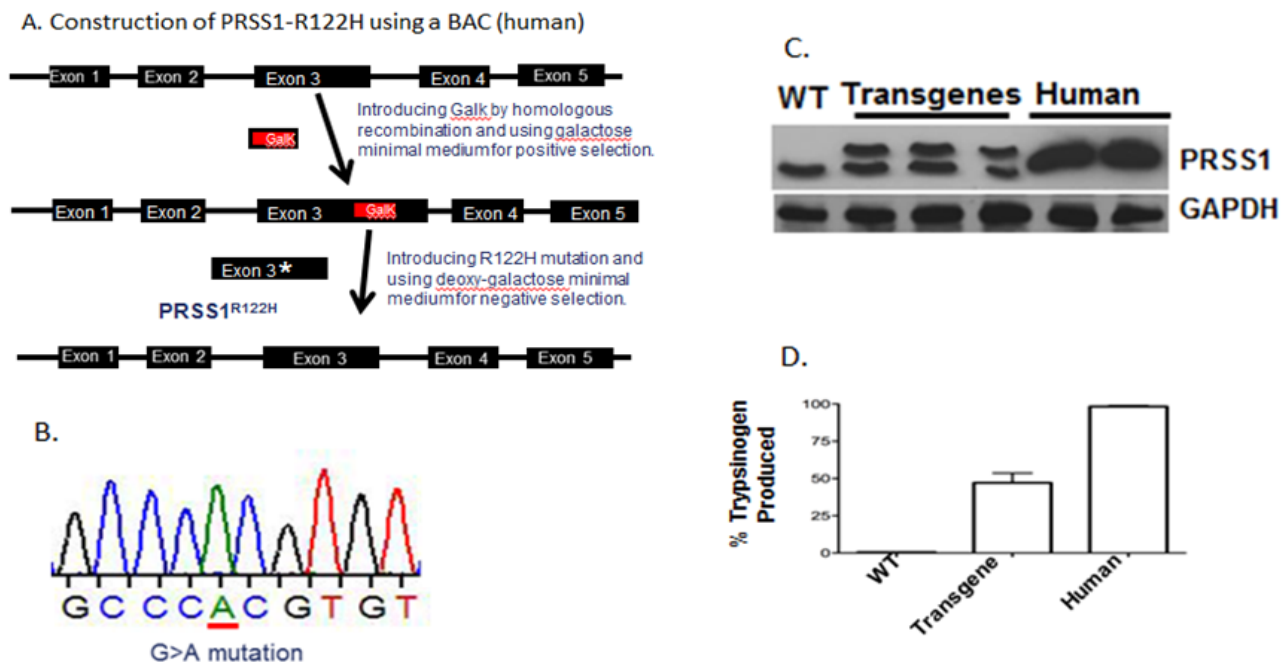 A. Construction of PRSS1-R122H using a BAC (human)
Exon 1 Exon 2 Exon 3 Exon 4 Exon 5
Introducing Galk by homologous
recombination and using galactose
minimal medium for positive selection.
GalK
Exon 1 Exon 2 Exon 3 GalK Exon 4 Exon 5
Exon 3*
PRSS1R122H
Introducing R122H mutation and
using deoxy-galactose minimal
medium for negative selection.
Exon 1 Exon 2 Exon 3 Exon 4 Exon 5
B.
G C C C A C G T G T
G>A mutation
C.
WT Transgenes Human
PRSS1
GAPDH
D.
% Trypsinogen
Produced
100
75
50
25
0
WT
Transgene
Human